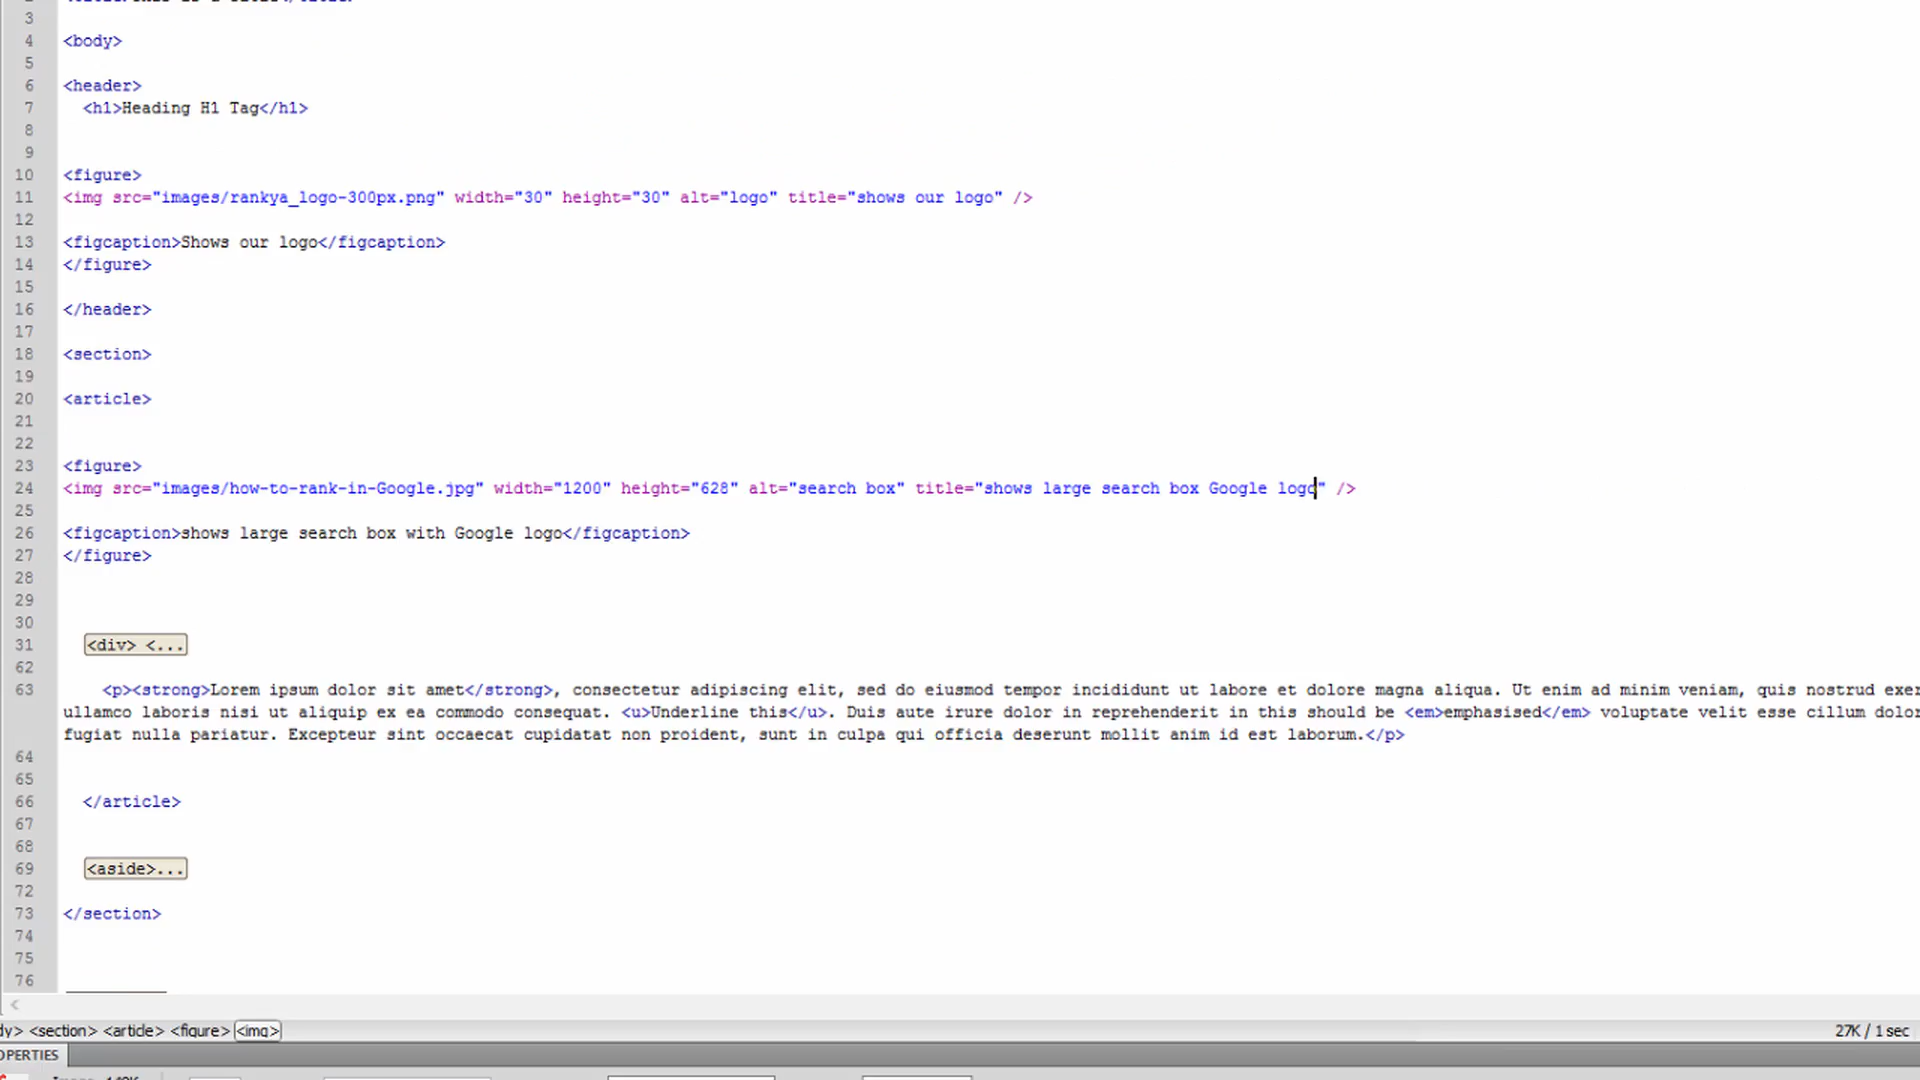 3
4 <body>
5
6 <header>
7 <h1>Heading H1 Tag</h1>
8
9
10 <figure>
11 <img src="images/rankya_logo-300px.png" width="30" height="30" alt="logo" title="shows our logo" />
12
13 <figcaption>Shows our logo</figcaption>
14 </figure>
15
16 </header>
17
18 <section>
19
20 <article>
21
22
23 <figure>
24 <img src="images/how-to-rank-in-Google.jpg" width="1200" height="628" alt="search box" title="shows large search box Google logo" />
25
26 <figcaption>shows large search box with Google logo</figcaption>
27 </figure>
28
29
30
31 <div> <...
62
63 <p><strong>Lorem ipsum dolor sit amet</strong>, consectetur adipiscing elit, sed do eiusmod tempor incididunt ut labore et dolore magna aliqua. Ut enim ad minim veniam, quis nostrud exer
ullamco laboris nisi ut aliquip ex ea commodo consequat. <u>Underline this</u>. Duis aute irure dolor in reprehenderit in this should be <em>emphasised</em> voluptate velit esse cillum dolor
fugiat nulla pariatur. Excepteur sint occaecat cupidatat non proident, sunt in culpa qui officia deserunt mollit anim id est laborum.</p>
64
65
66 </article>
67
68
69 <aside>...
72
73 </section>
74
75
76
dy> <section> <article> <figure> <img> 27K / 1 sec
OPERTIES